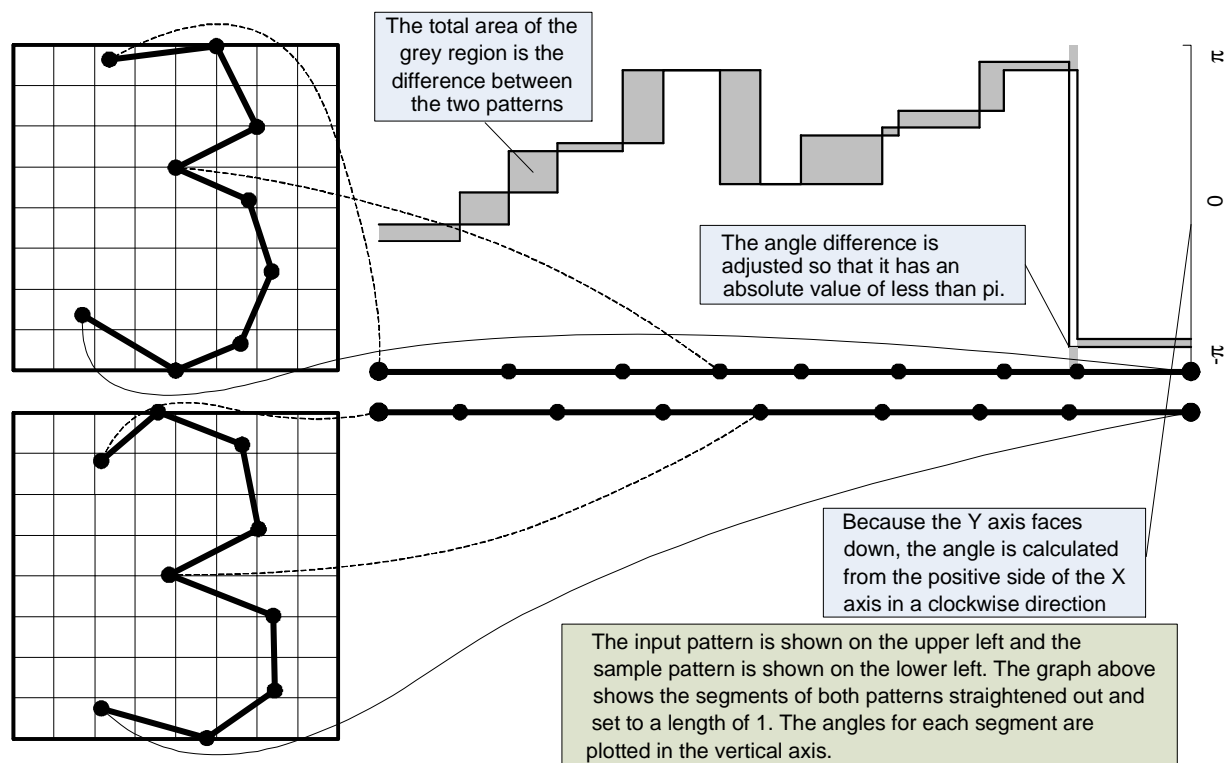 The total area of the
grey region is the
difference between
the two patterns
π
0
-π
The angle difference is
adjusted so that it has an
absolute value of less than pi.
Because the Y axis faces
down, the angle is calculated
from the positive side of the X
axis in a clockwise direction
The input pattern is shown on the upper left and the
sample pattern is shown on the lower left. The graph above
shows the segments of both patterns straightened out and
set to a length of 1. The angles for each segment are
plotted in the vertical axis.